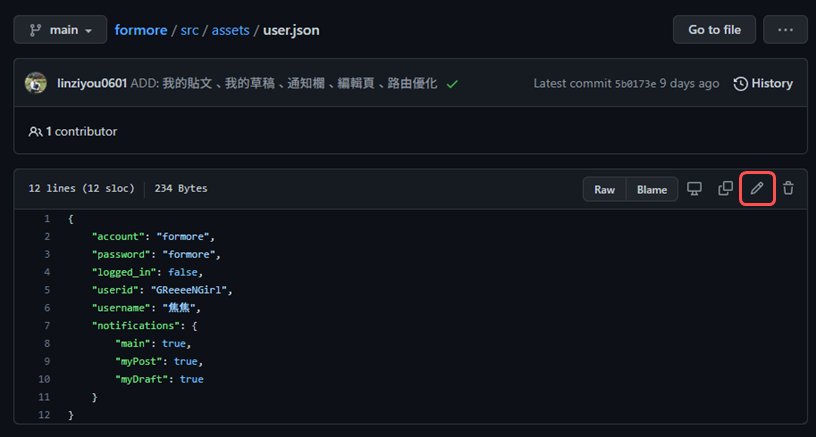 main
formore / src / assets / user.json
Go to file
linziyou0601 ADD: 我的貼文、我的草稿、通知欄、編輯頁、路由優化
Latest commit 5b0173e 9 days ago
History
1 contributor
12 lines (12 sloc) 234 Bytes
Raw Blame
1 {
2 "account": "formore",
3 "password": "formore",
4 "logged_in": false,
5 "userid": "GReeeeNGirl",
6 "username": "焦焦",
7 "notifications": {
8 "main": true,
9 "myPost": true,
10 "myDraft": true
11 }
12 }